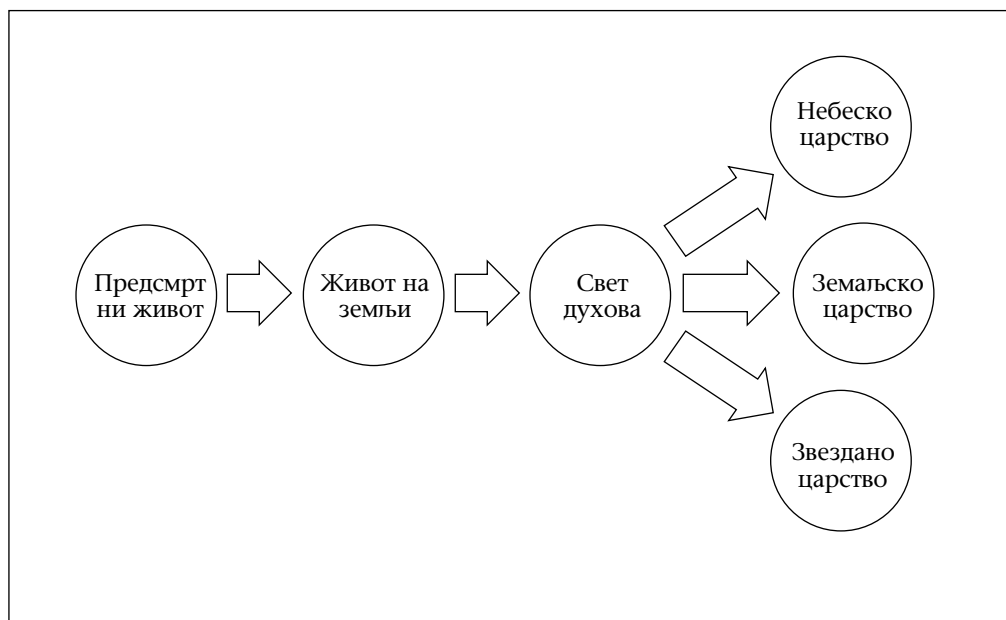 Небеско
царство
Предсмрт
ни живот
Живот на
земљи
Свет
духова
Земаљско
царство
Звездано
царство